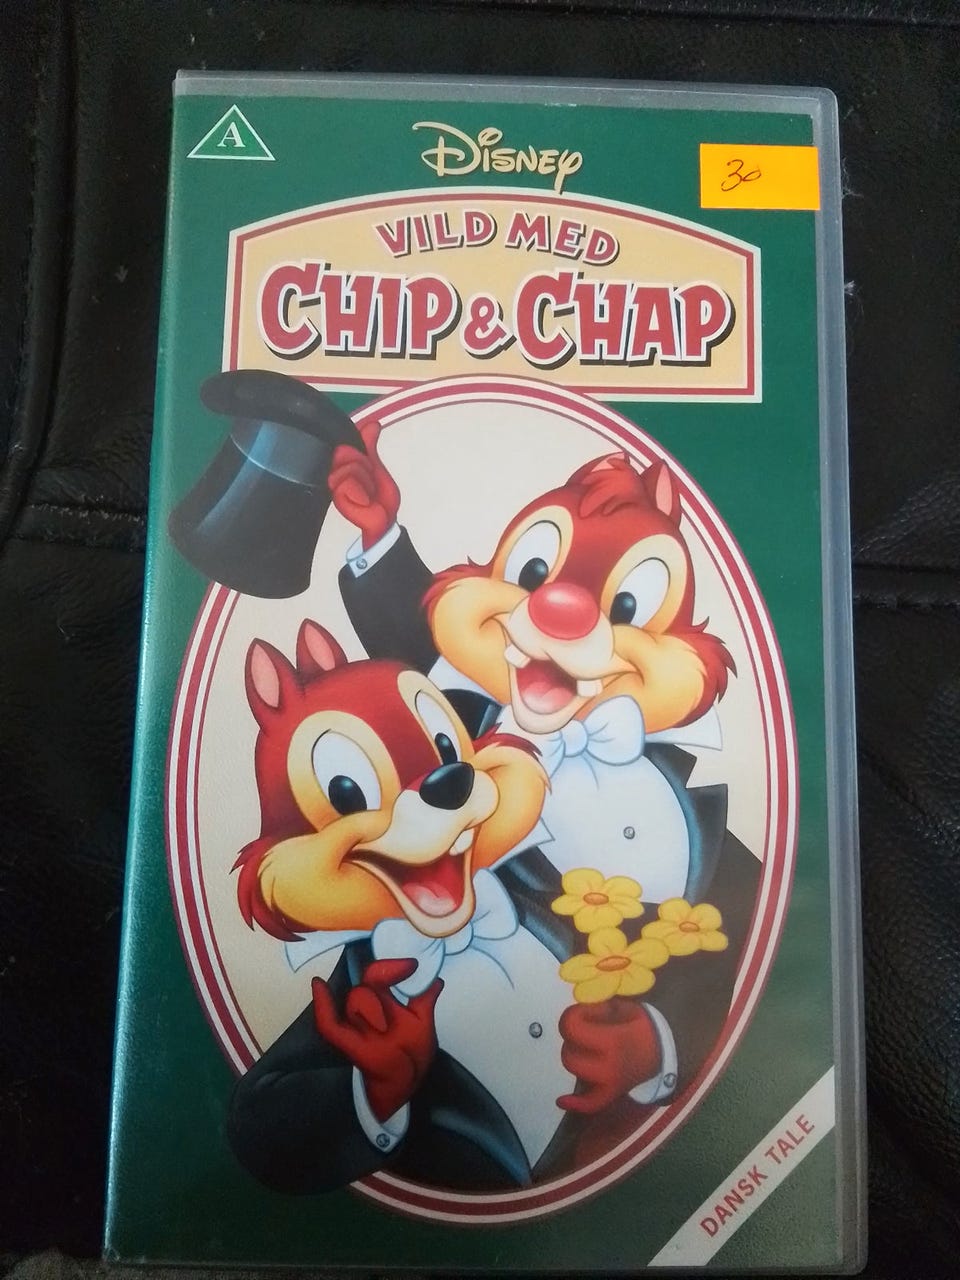 A
DISNEY
30
VILD MED
CHIP & CHAP
DANSK TALE